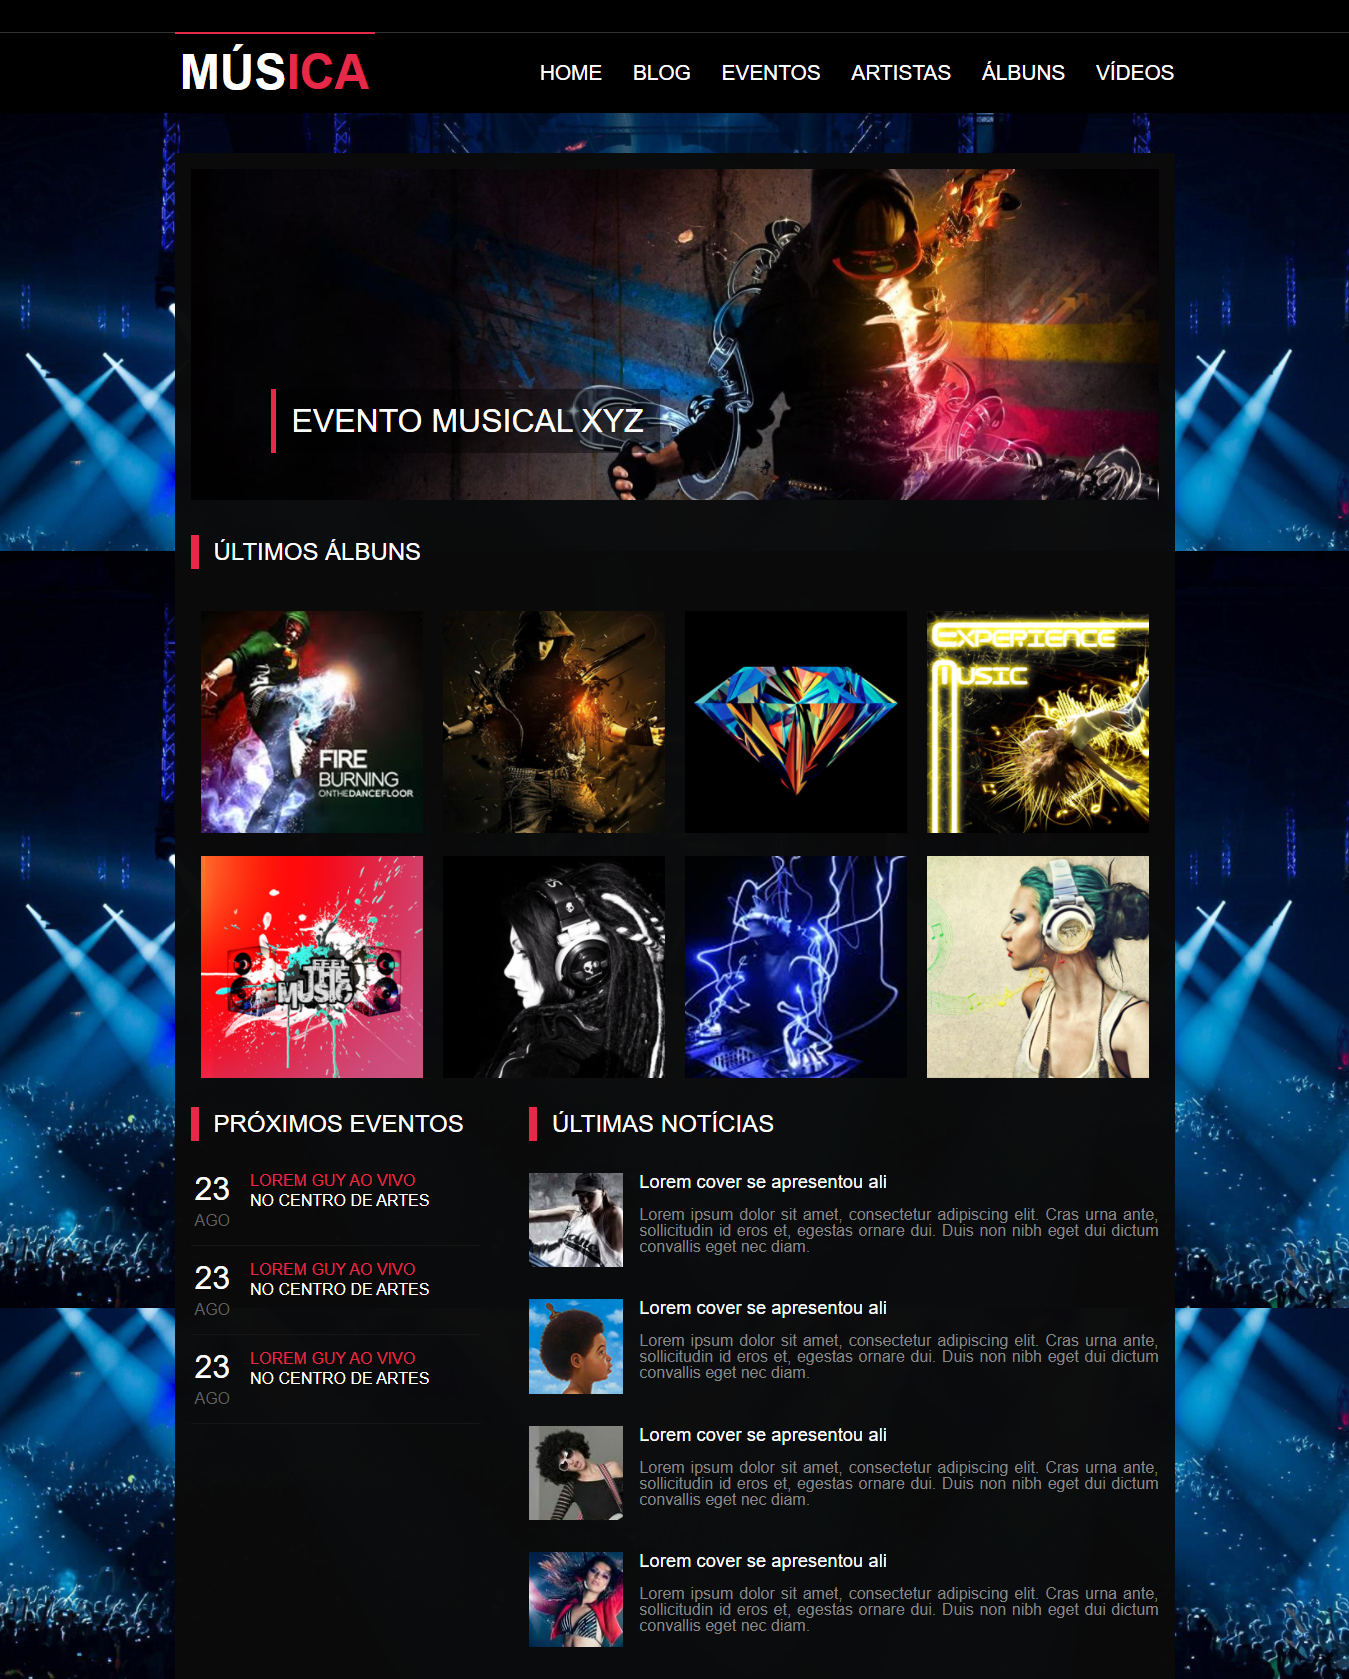 MÚSICA
HOME BLOG EVENTOS ARTISTAS ÁLBUNS VÍDEOS
EVENTO MUSICAL XYZ
ÚLTIMOS ÁLBUNS
FIRE
BURNING
ONTHEDANCEFLOOR
EXPERIENCE
MUSIC
FEEL
THE
MUSIC
PRÓXIMOS EVENTOS
23
AGO
LOREM GUY AO VIVO
NO CENTRO DE ARTES
23
AGO
LOREM GUY AO VIVO
NO CENTRO DE ARTES
23
AGO
LOREM GUY AO VIVO
NO CENTRO DE ARTES
ÚLTIMAS NOTÍCIAS
Lorem cover se apresentou ali
Lorem ipsum dolor sit amet, consectetur adipiscing elit. Cras urna ante,
sollicitudin id eros et, egestas ornare dui. Duis non nibh eget dui dictum
convallis eget nec diam.
Lorem cover se apresentou ali
Lorem ipsum dolor sit amet, consectetur adipiscing elit. Cras urna ante,
sollicitudin id eros et, egestas ornare dui. Duis non nibh eget dui dictum
convallis eget nec diam.
Lorem cover se apresentou ali
Lorem ipsum dolor sit amet, consectetur adipiscing elit. Cras urna ante,
sollicitudin id eros et, egestas ornare dui. Duis non nibh eget dui dictum
convallis eget nec diam.
Lorem cover se apresentou ali
Lorem ipsum dolor sit amet, consectetur adipiscing elit. Cras urna ante,
sollicitudin id eros et, egestas ornare dui. Duis non nibh eget dui dictum
convallis eget nec diam.